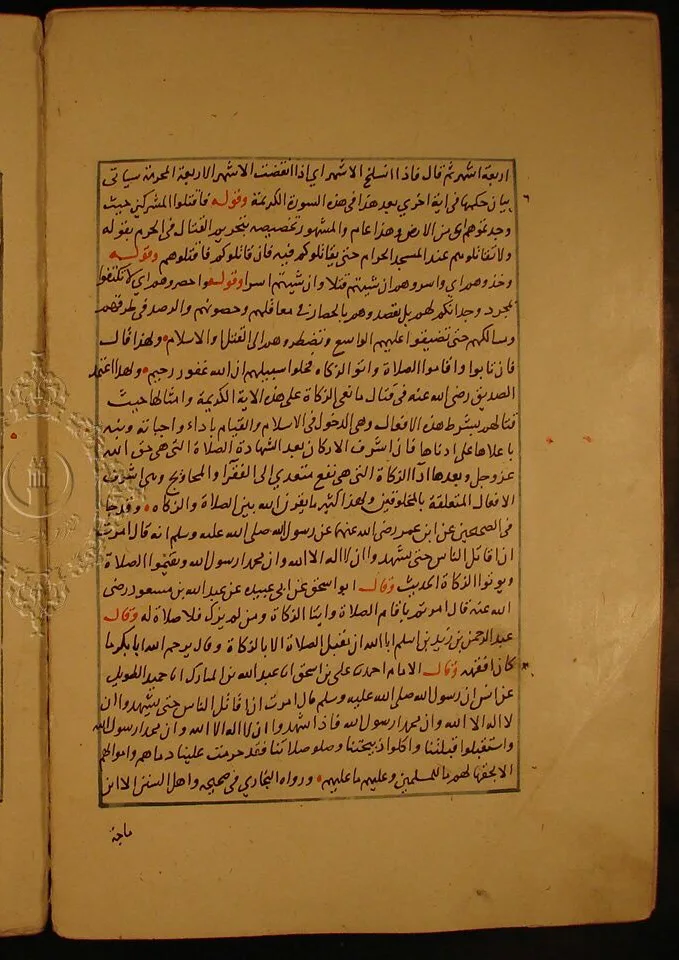 اربعة اشهر ثم قال فاذا انسلخ الاشهر اي اذا انقضت الاشهر الاربعة المحرمة سياتي
بيان حكمها في اية اخري بعد هذا في هذه السورة الكريمة وقوله فاقتلوا المشركين حيث
وجدتموهم اي من الارض وهذا عام والمشهور تخصيصه بتحريم القتال في الحرم بقوله
ولا تقاتلوهم عند المسجد الحرام حتى يقاتلوكم فيه فان قاتلوكم فاقتلوهم وقوله
وخذوهم اي واسروهم ان شيتم قتلا وان شيتم اسرا وقوله واحصروهم اي لا تكتفوا
بمجرد وجدانكم لهم بل بقصدوهم بالحصار في معاقلهم وحصونهم والرصد في طرقهم
ومسالكهم حتى تضيقوا عليهم الواسع وتضطروهم الى القتل او الاسلام ولهذا قال
فان تابوا واقاموا الصلاة واتوا الزكاه فخلوا سبيلهم ان الله غفور رحيم ولهذا اعتمد
الصديق رضي الله عنه في قتال مانعي الزكاة على هذه الاية الكريمة وامثالها حيث
قتالهم بشرط هذه الافعال وهي الدخول في الاسلام والقيام باداء واجباته ونبه
باعلاها على ادناها فان اشرف الاركان بعد الشهادة الصلاة التي هي حق الله
عز وجل وبعدها اداء الزكاة التي هي نفع متعدي الى الفقرا والمحاويج وهي اشرف
الافعال المتعلقة بالمخلوقين ولهذا كثيرا ما يقرن الله بين الصلاة والزكاه وقد جا
في الصحيحين عن ابن عمر رضي الله عنهما عن رسول الله صلى الله عليه وسلم انه قال امرت
ان اقاتل الناس حتى يشهدوا ان لا اله الا الله وان محمدا رسول الله ويقيموا الصلاة
ويوتوا الزكاة الحديث وقال ابو اسحق عن ابي عبيده عن عبد الله بن مسعود رضي
الله عنه قال امرتم باقام الصلاة وايتا الزكاة ومن لم يزك فلا صلاة له وقال
عبد الرحمن بن زيد بن اسلم ابا الله ان يقبل الصلاة الا بالزكاة وقال يرحم الله ابا بكر ما
كان افقهه وقال الامام احمد بن علي بن اسحق انا عبد الله بن المبارك انا حميد الطويل
عن انس ان رسول الله صلى الله عليه وسلم قال امرت ان اقاتل الناس حتى يشهدوا ان
لا اله الا الله وان محمدا رسول الله فاذا شهدوا ان لا اله الا الله وان محمدا رسول الله
واستقبلوا قبلتنا واكلوا ذبيحتنا وصلوا صلاتنا فقد حرمت علينا دماهم واموالهم
الا بحقها لهم ما للمسلمين وعليهم ما عليهم ورواه البخاري في صحيحه واهل السنن الا ابن
ماجة